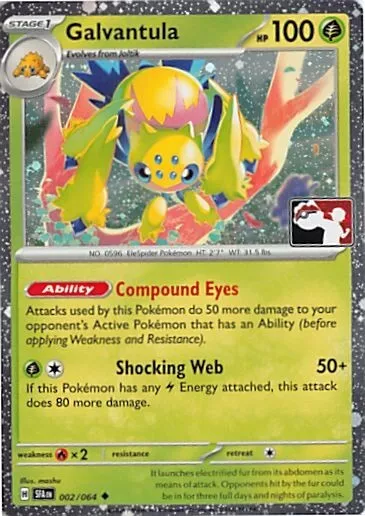 STAGE 1
Galvantula
HP 100
Evolves from Joltik
NO. 0596 EleSpider Pokémon HT: 2'7" WT: 31.5 lbs
Ability Compound Eyes
Attacks used by this Pokémon do 50 more damage to your
opponent's Active Pokémon that has an Ability (before
applying Weakness and Resistance).
Shocking Web 50+
If this Pokémon has any Energy attached, this attack
does 80 more damage.
weakness ×2 resistance retreat
Illus. mashu
H SFA EN 002/064
It launches electrified fur from its abdomen as its
means of attack. Opponents hit by the fur could
be in for three full days and nights of paralysis.